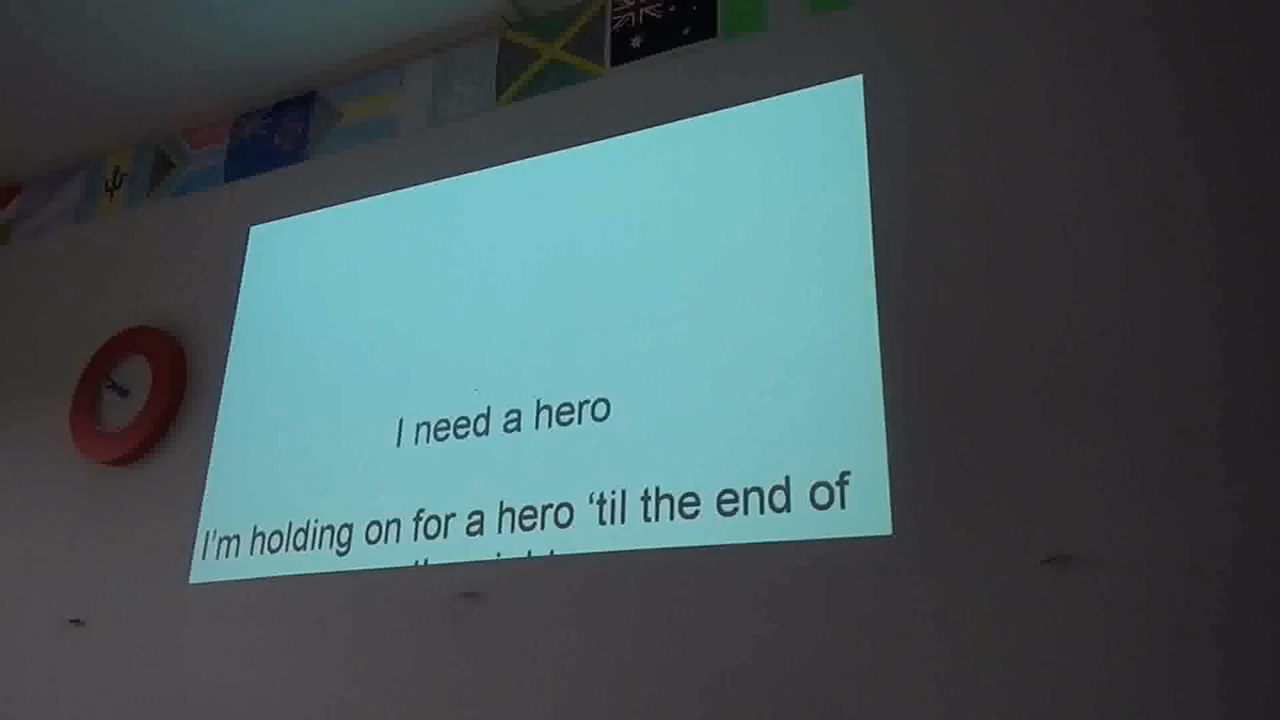 I need a hero
I'm holding on for a hero ‘til the end of